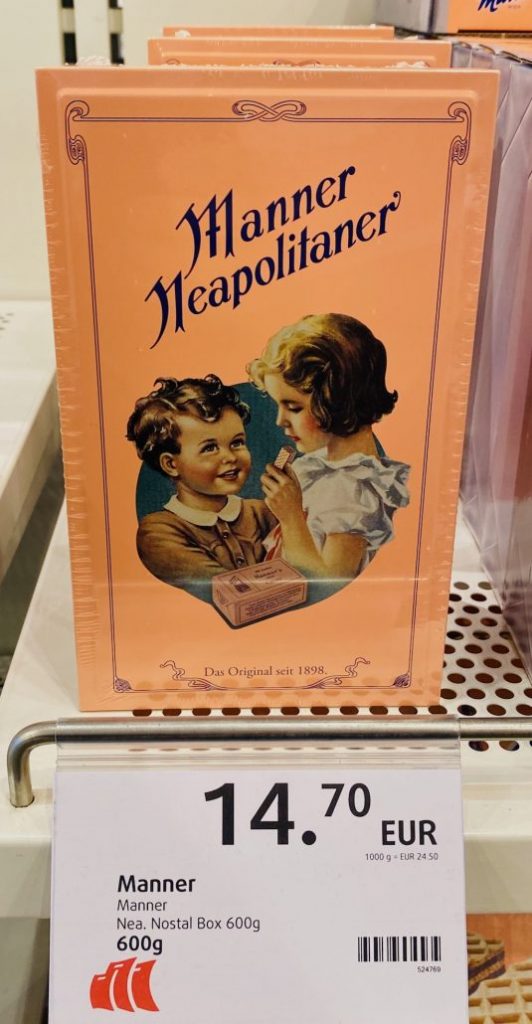 Manner
Neapolitaner
Das Original seit 1898.
14.70 EUR
1000 g = EUR 24.50
Manner
Manner
Nea. Nostal Box 600g
600g
524769